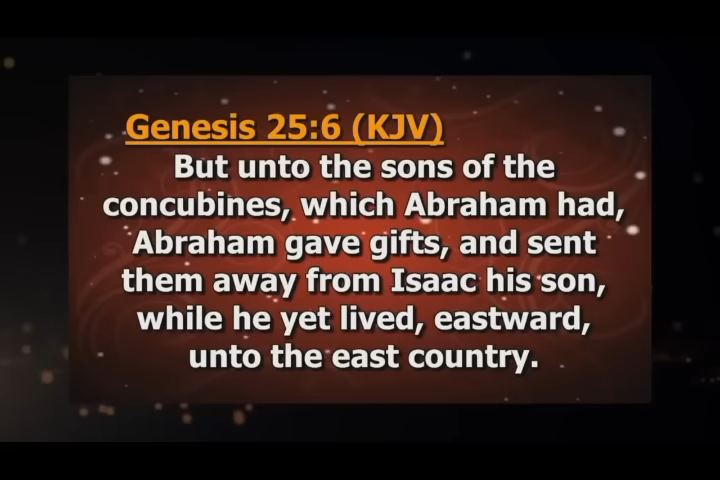 Genesis 25:6 (KJV)
But unto the sons of the
concubines, which Abraham had,
Abraham gave gifts, and sent
them away from Isaac his son,
while he yet lived, eastward,
unto the east country.